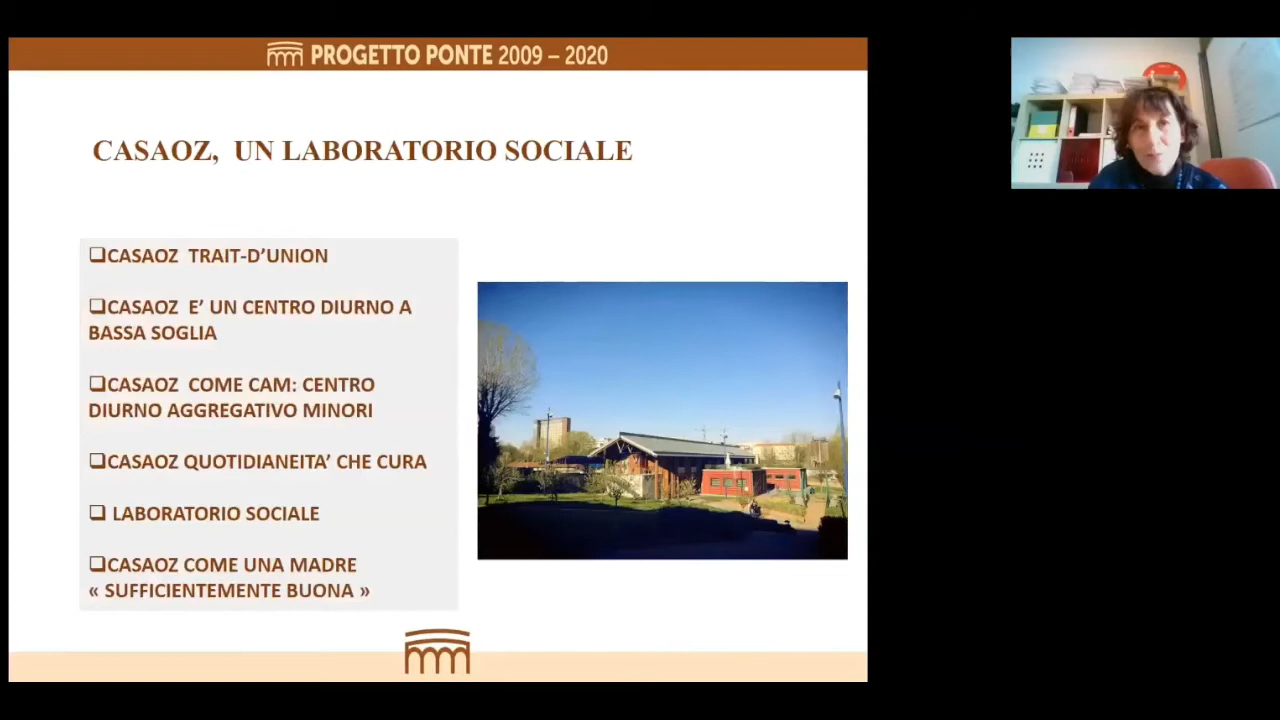 PROGETTO PONTE 2009 – 2020
CASAOZ, UN LABORATORIO SOCIALE
❑CASAOZ TRAIT-D’UNION
❑CASAOZ E’ UN CENTRO DIURNO A
BASSA SOGLIA
❑CASAOZ COME CAM: CENTRO
DIURNO AGGREGATIVO MINORI
❑CASAOZ QUOTIDIANEITA’ CHE CURA
❑ LABORATORIO SOCIALE
❑CASAOZ COME UNA MADRE
« SUFFICIENTEMENTE BUONA »